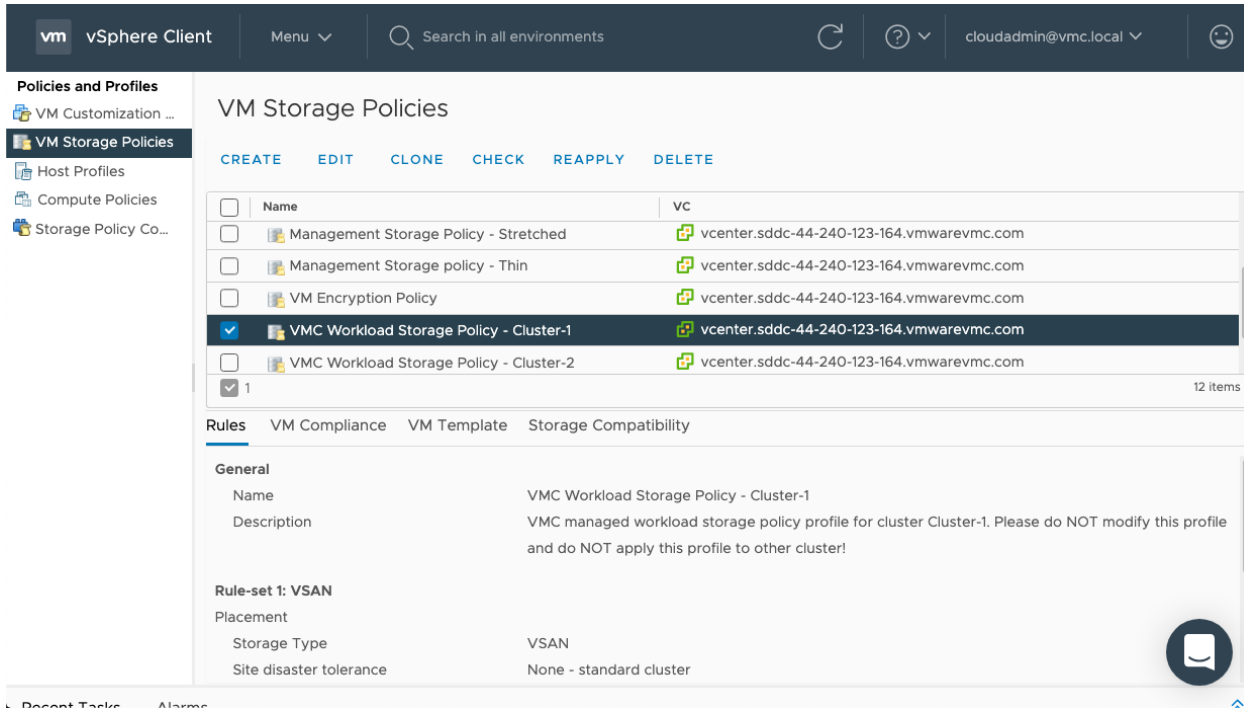 vm vSphere Client Menu Search in all environments cloudadmin@vmc.local
Policies and Profiles
VM Customization ...
VM Storage Policies
Host Profiles
Compute Policies
Storage Policy Co...
VM Storage Policies
CREATE EDIT CLONE CHECK REAPPLY DELETE
Name VC
Management Storage Policy - Stretched vcenter.sddc-44-240-123-164.vmwarevmc.com
Management Storage policy - Thin vcenter.sddc-44-240-123-164.vmwarevmc.com
VM Encryption Policy vcenter.sddc-44-240-123-164.vmwarevmc.com
VMC Workload Storage Policy - Cluster-1 vcenter.sddc-44-240-123-164.vmwarevmc.com
VMC Workload Storage Policy - Cluster-2 vcenter.sddc-44-240-123-164.vmwarevmc.com
1 12 items
Rules VM Compliance VM Template Storage Compatibility
General
Name VMC Workload Storage Policy - Cluster-1
Description VMC managed workload storage policy profile for cluster Cluster-1. Please do NOT modify this profile
and do NOT apply this profile to other cluster!
Rule-set 1: VSAN
Placement
Storage Type VSAN
Site disaster tolerance None - standard cluster
Recent Tasks Alarms